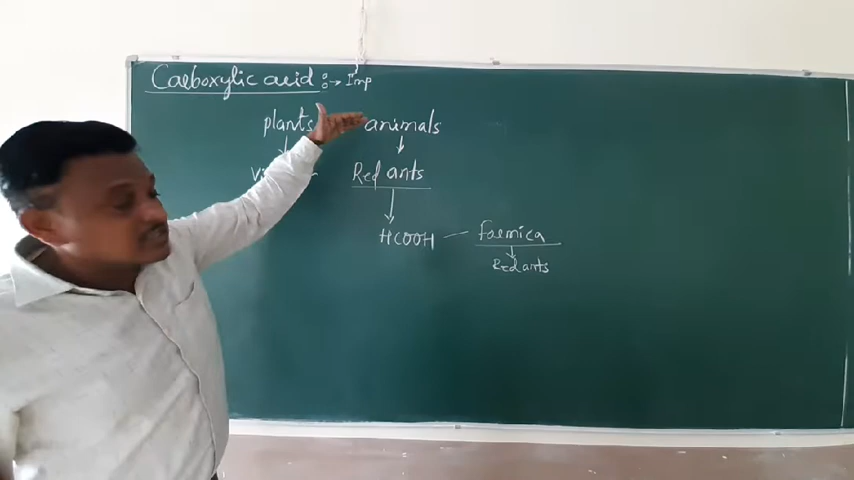 Carboxylic acid :→ Imp
plants animals
Red ants
HCOOH — Formica
Red ants